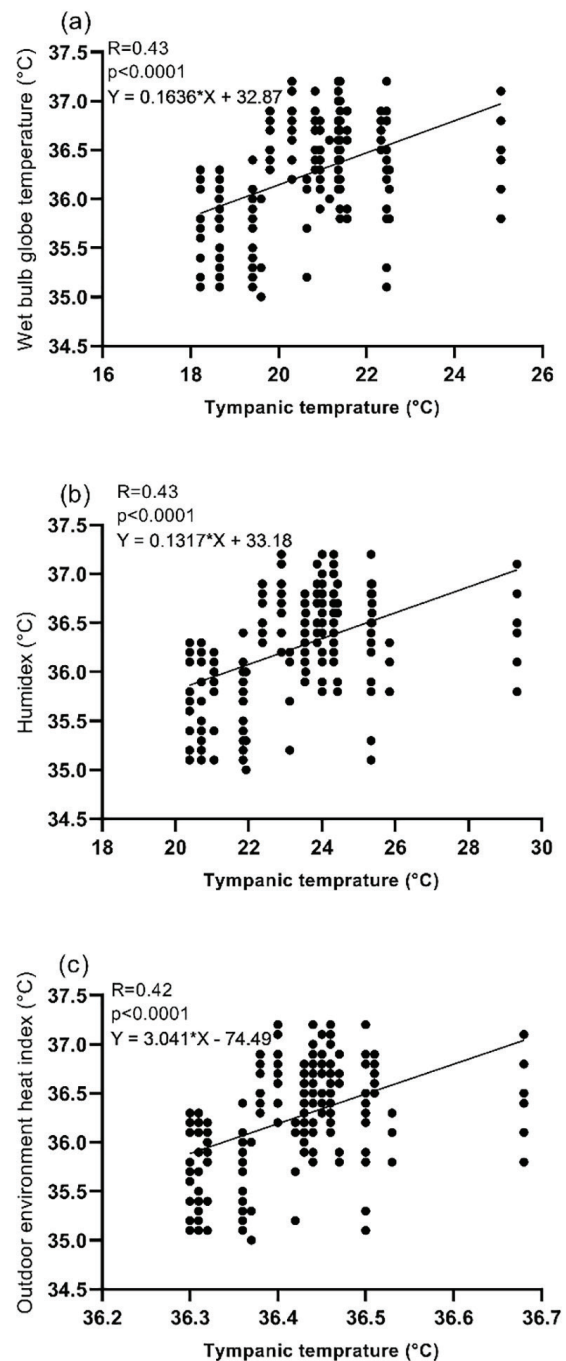 (a)
R=0.43
p<0.0001
Y = 0.1636*X + 32.87
Wet bulb globe temperature (°C)
37.5
37.0
36.5
36.0
35.5
35.0
34.5
16 18 20 22 24 26
Tympanic temprature (°C)
(b)
R=0.43
p<0.0001
Y = 0.1317*X + 33.18
Humidex (°C)
37.5
37.0
36.5
36.0
35.5
35.0
34.5
18 20 22 24 26 28 30
Tympanic temprature (°C)
(c)
R=0.42
p<0.0001
Y = 3.041*X - 74.49
Outdoor environment heat index (°C)
37.5
37.0
36.5
36.0
35.5
35.0
34.5
36.2 36.3 36.4 36.5 36.6 36.7
Tympanic temprature (°C)